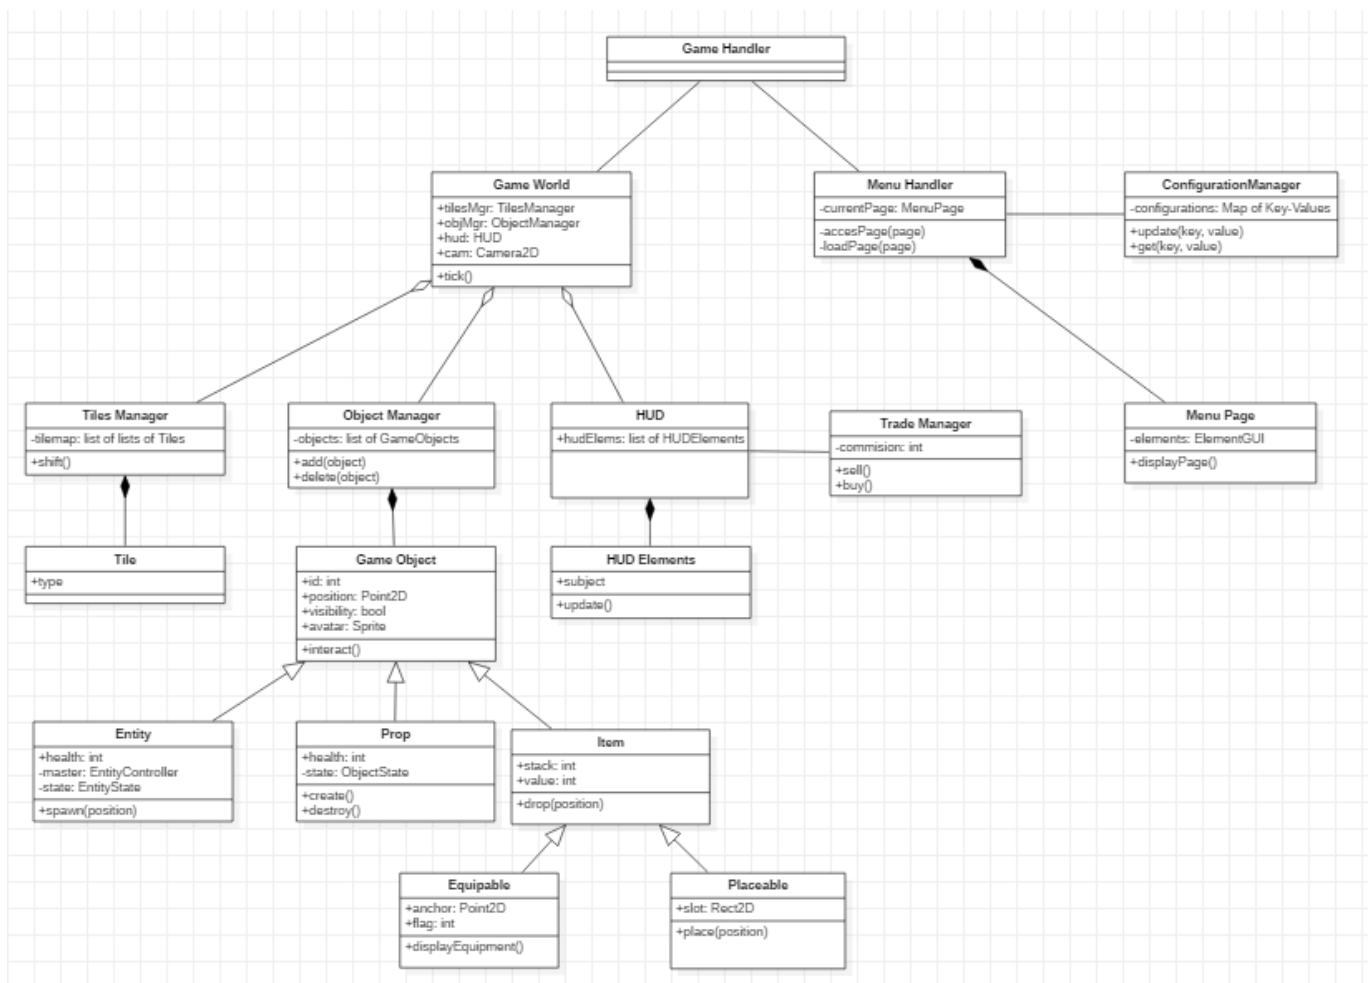 Game Handler
Game World
+tilesMgr: TilesManager
+objMgr: ObjectManager
+hud: HUD
+cam: Camera2D
+tick()
Menu Handler
-currentPage: MenuPage
-accesPage(page)
-loadPage(page)
ConfigurationManager
-configurations: Map of Key-Values
+update(key, value)
+get(key, value)
Tiles Manager
-tilemap: list of lists of Tiles
+shift()
Object Manager
-objects: list of GameObjects
+add(object)
+delete(object)
HUD
+hudElems: list of HUDElements
Trade Manager
-commision: int
+sell()
+buy()
Menu Page
-elements: ElementGUI
+displayPage()
Tile
+type
Game Object
+id: int
+position: Point2D
+visibility: bool
+avatar: Sprite
+interact()
HUD Elements
+subject
+update()
Entity
+health: int
-master: EntityController
-state: EntityState
+spawn(position)
Prop
+health: int
-state: ObjectState
+create()
+destroy()
Item
+stack: int
+value: int
+drop(position)
Equipable
+anchor: Point2D
+flag: int
+displayEquipment()
Placeable
+slot: Rect2D
+place(position)